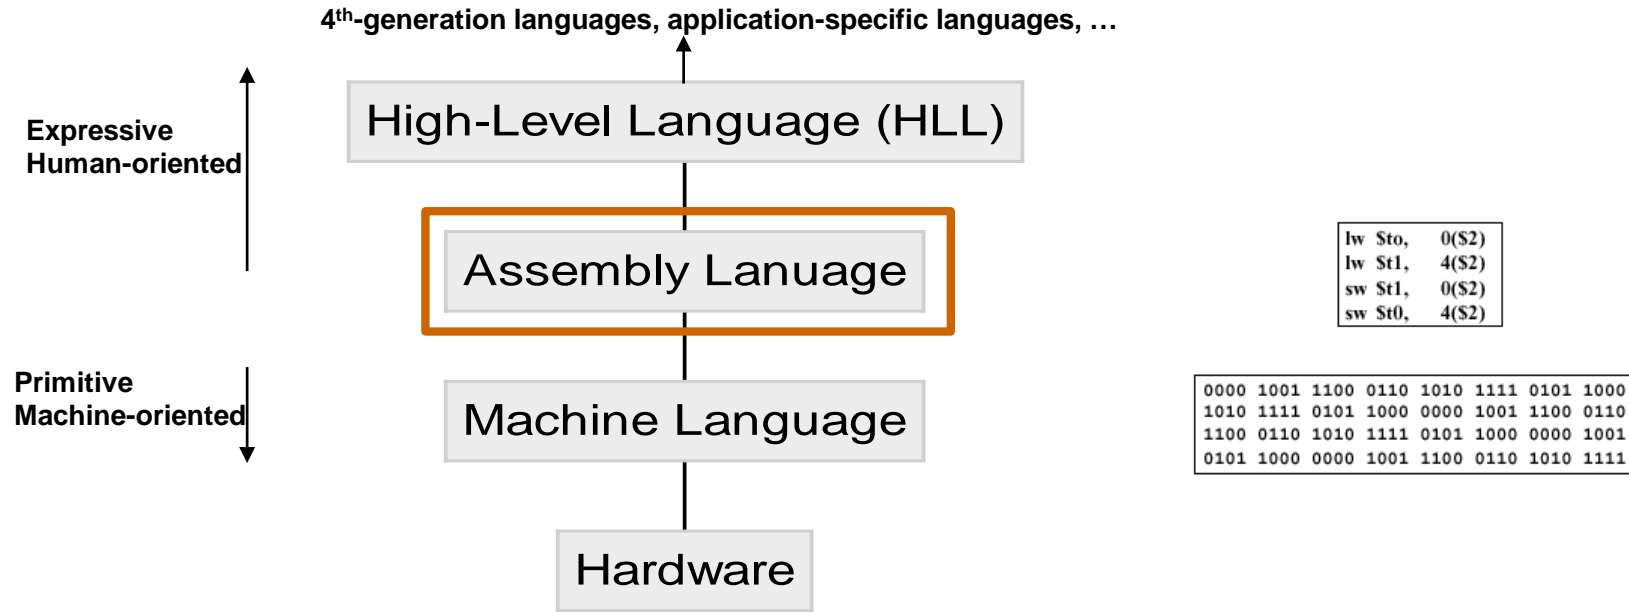 4th-generation languages, application-specific languages, …
High-Level Language (HLL)
Expressive
Human-oriented
Assembly Lanuage
lw $to, 0($2)
lw $t1, 4($2)
sw $t1, 0($2)
sw $t0, 4($2)
Primitive
Machine-oriented
Machine Language
0000 1001 1100 0110 1010 1111 0101 1000
1010 1111 0101 1000 0000 1001 1100 0110
1100 0110 1010 1111 0101 1000 0000 1001
0101 1000 0000 1001 1100 0110 1010 1111
Hardware